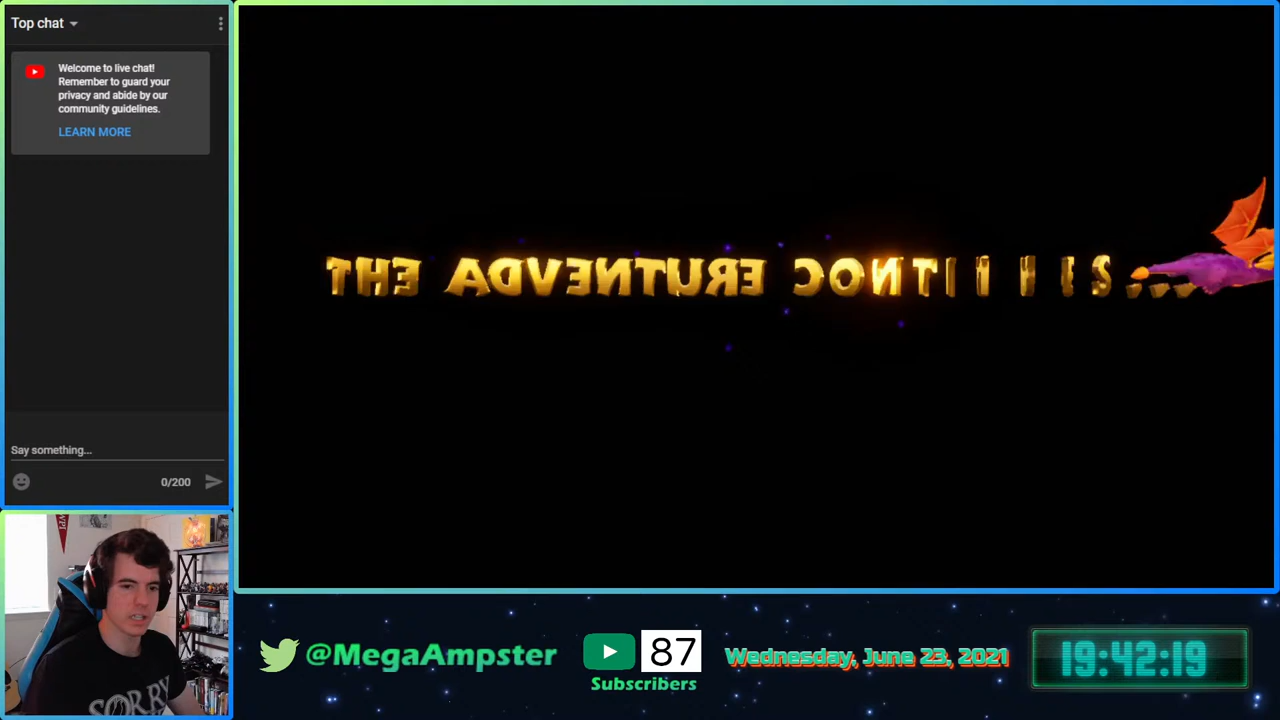 Top chat
Welcome to live chat!
Remember to guard your
privacy and abide by our
community guidelines.
LEARN MORE
Say something...
0/200
THE ADVENTURE CONTINUES...
SORRY
@MegaAmpster
87
Subscribers
Wednesday, June 23, 2021
19:42:19